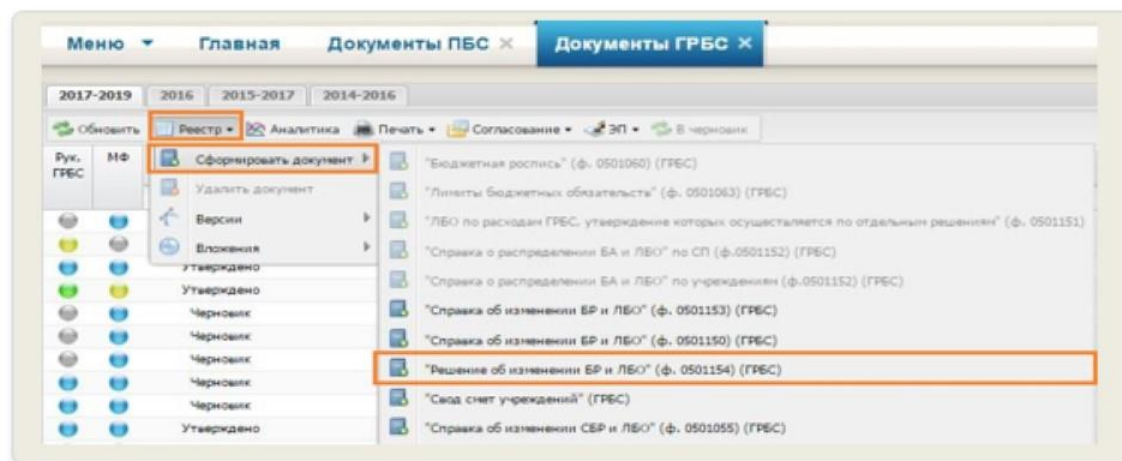 Меню Главная Документы ПБС × Документы ГРБС ×
2017-2019 2016 2015-2017 2014-2016
Обновить Реестр Аналитика Печать Согласование ЭП В черновик
Рук. ГРБС МФ
Сформировать документ
Удалить документ
Версии
Вложения
"Бюджетная роспись" (ф. 0501060) (ГРБС)
"Лимиты бюджетных обязательств" (ф. 0501063) (ГРБС)
"ЛБО по расходам ГРБС, утверждение которых осуществляется по отдельным решениям" (ф. 0501151)
"Справка о распределении БА и ЛБО" по СП (ф.0501152) (ГРБС)
"Справка о распределении БА и ЛБО" по учреждениям (ф.0501152) (ГРБС)
"Справка об изменении БР и ЛБО" (ф. 0501153) (ГРБС)
"Справка об изменении БР и ЛБО" (ф. 0501150) (ГРБС)
"Решение об изменении БР и ЛБО" (ф. 0501154) (ГРБС)
"Свод смет учреждений" (ГРБС)
"Справка об изменении СБР и ЛБО" (ф. 0501055) (ГРБС)
Утверждено
Утверждено
Черновик
Черновик
Черновик
Черновик
Черновик
Утверждено